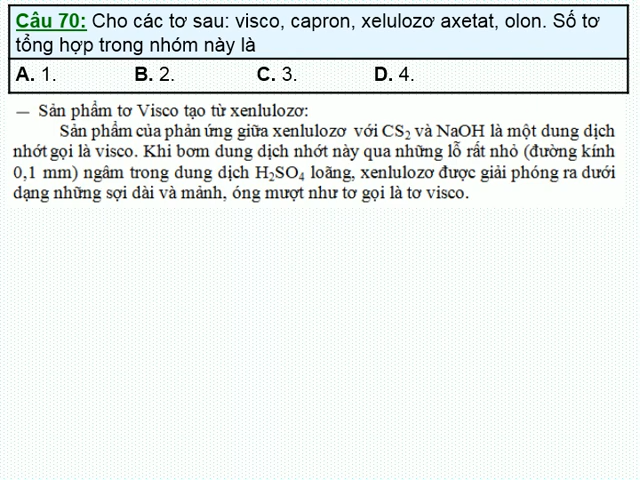 Câu 70: Cho các tơ sau: visco, capron, xelulozơ axetat, olon. Số tơ
tổng hợp trong nhóm này là
A. 1. B. 2. C. 3. D. 4.
— Sản phẩm tơ Visco tạo từ xenlulozơ:
Sản phẩm của phản ứng giữa xenlulozơ với CS₂ và NaOH là một dung dịch
nhớt gọi là visco. Khi bơm dung dịch nhớt này qua những lỗ rất nhỏ (đường kính
0,1 mm) ngâm trong dung dịch H₂SO₄ loãng, xenlulozơ được giải phóng ra dưới
dạng những sợi dài và mảnh, óng mượt như tơ gọi là tơ visco.